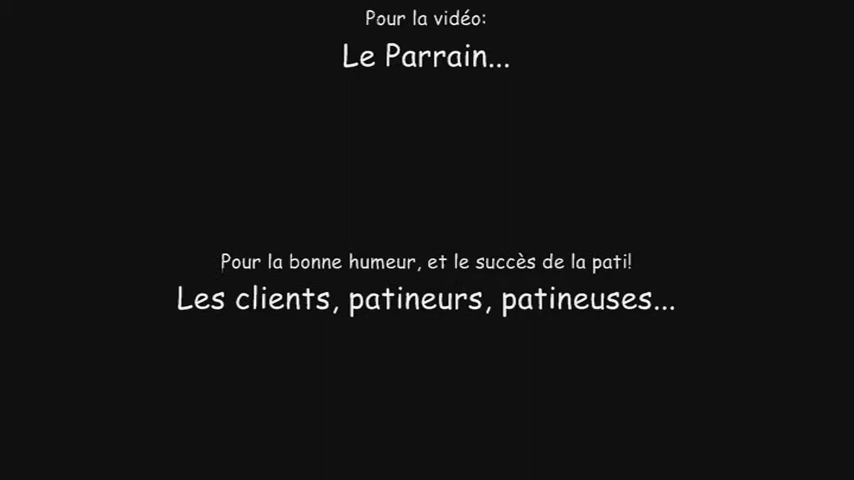 Pour la vidéo:
Le Parrain...
Pour la bonne humeur, et le succès de la pati!
Les clients, patineurs, patineuses...